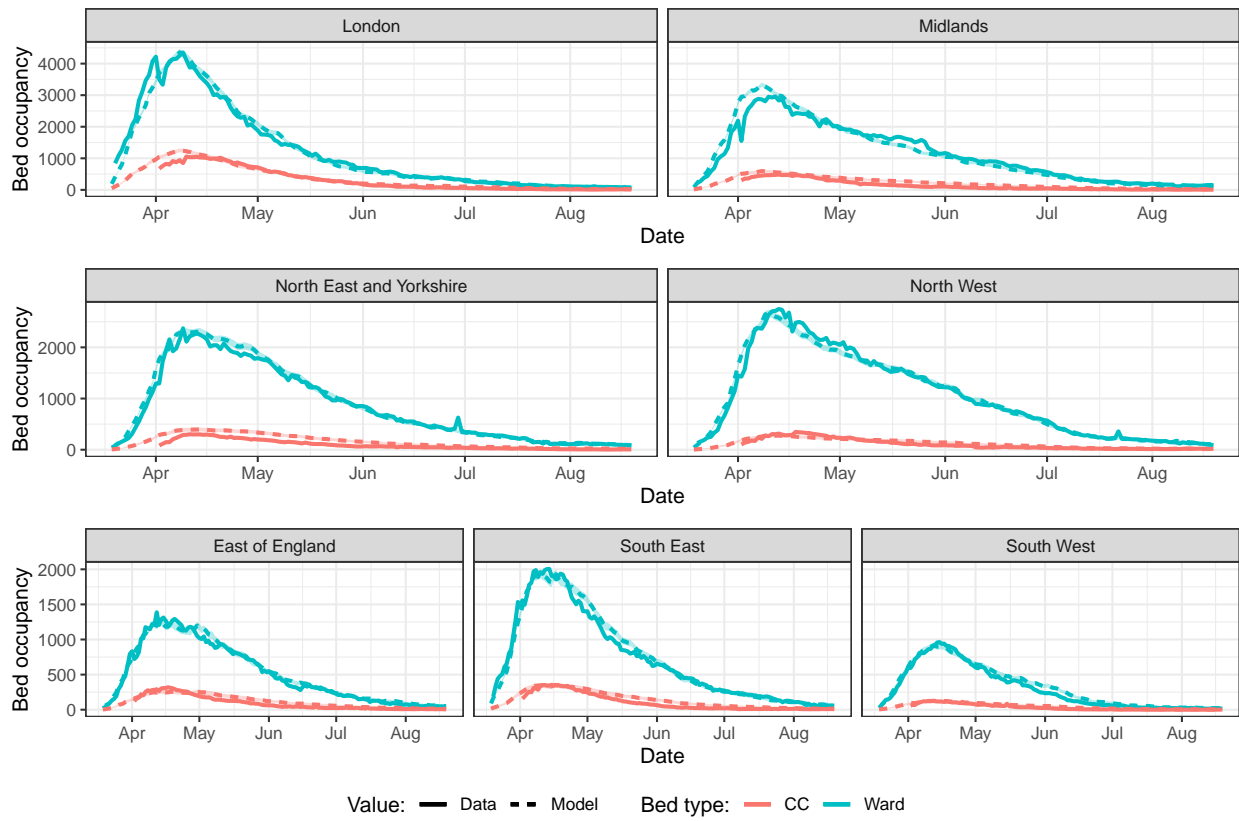 London Midlands
Bed occupancy
4000
3000
2000
1000
0
Apr May Jun Jul Aug Apr May Jun Jul Aug
Date Date
North East and Yorkshire North West
Bed occupancy
2000
1000
0
Apr May Jun Jul Aug Apr May Jun Jul Aug
Date Date
East of England South East South West
Bed occupancy
2000
1500
1000
500
0
Apr May Jun Jul Aug Apr May Jun Jul Aug Apr May Jun Jul Aug
Date
Value: Data Model Bed type: CC Ward